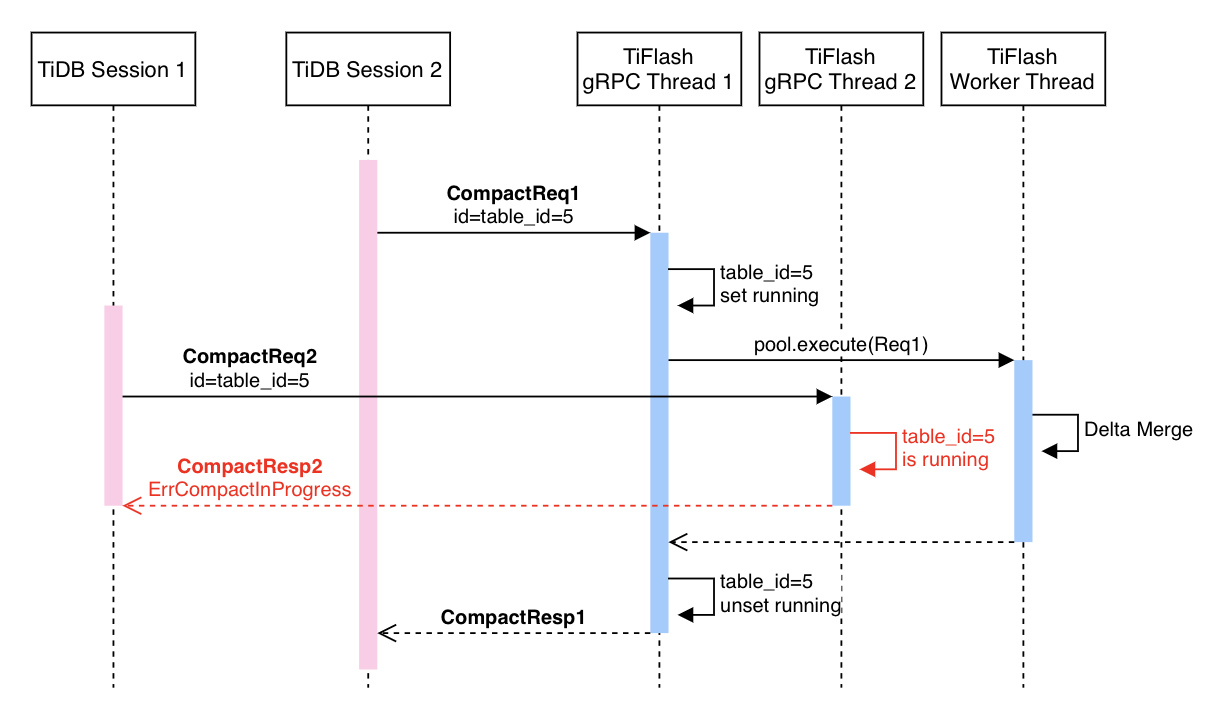 TiDB Session 1
TiDB Session 2
TiFlash
gRPC Thread 1
TiFlash
gRPC Thread 2
TiFlash
Worker Thread
CompactReq1
id=table_id=5
table_id=5
set running
pool.execute(Req1)
CompactReq2
id=table_id=5
Delta Merge
table_id=5
is running
CompactResp2
ErrCompactInProgress
table_id=5
unset running
CompactResp1